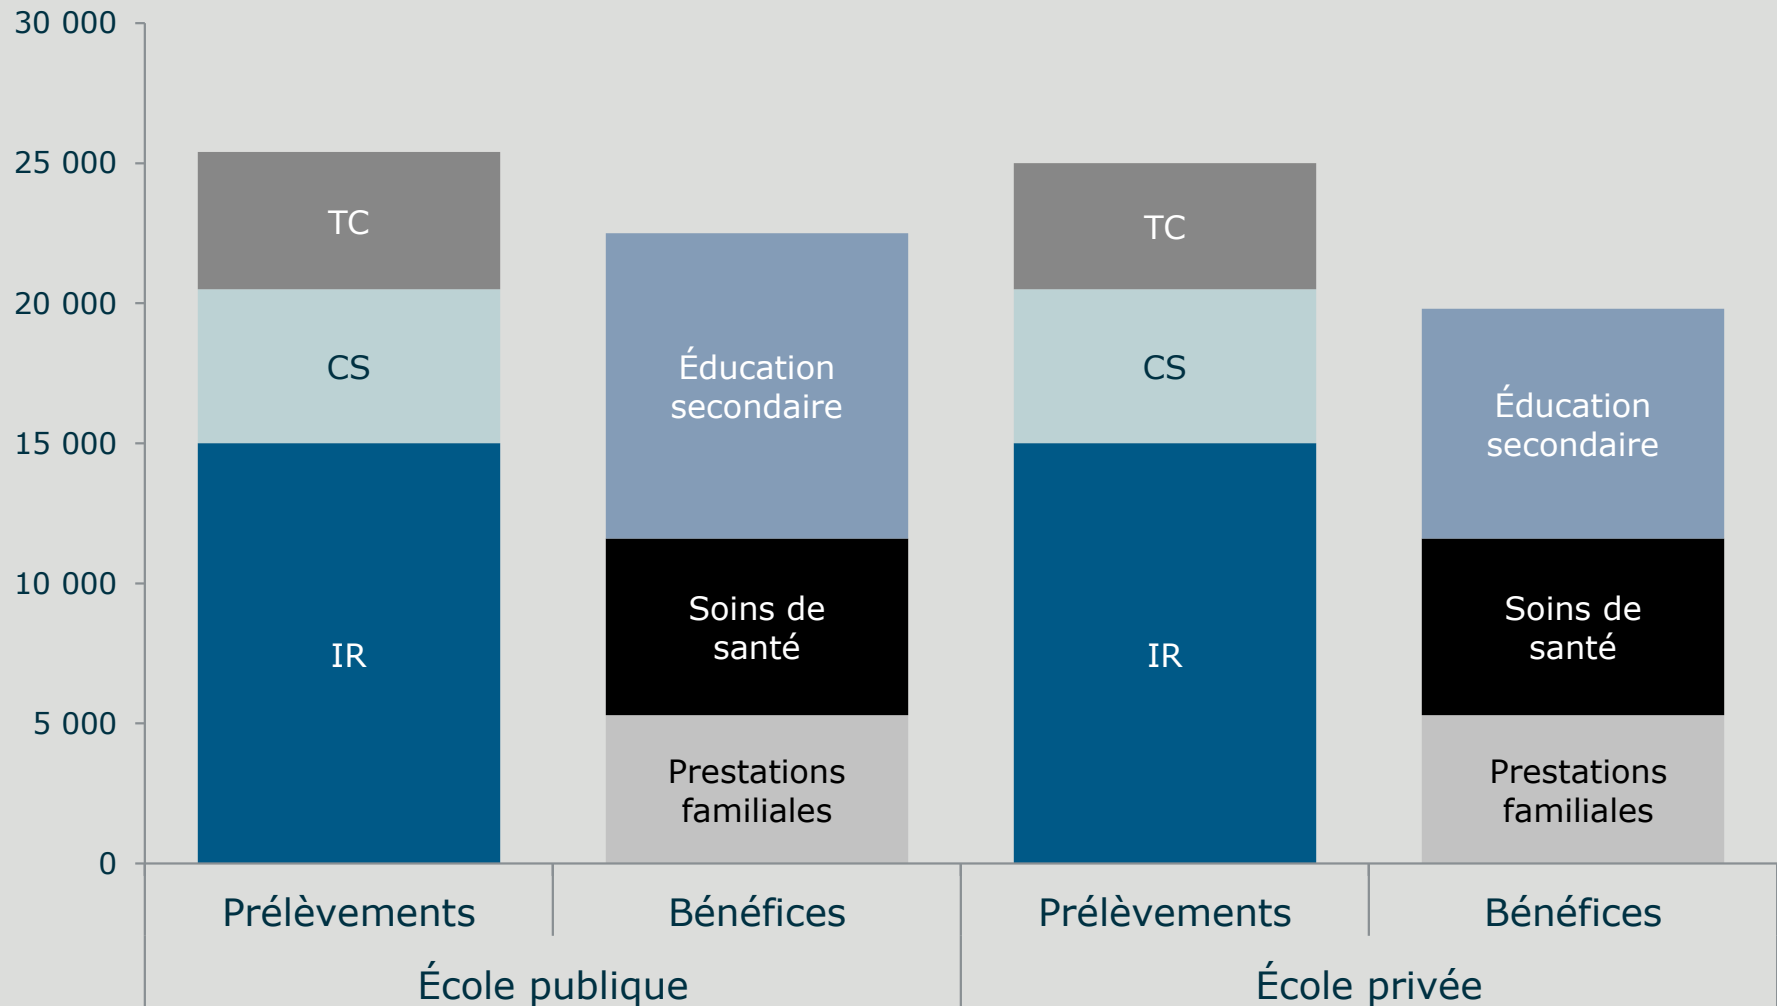 30 000
25 000
20 000
15 000
10 000
5 000
0
TC
CS
IR
Éducation
secondaire
Soins de
santé
Prestations
familiales
TC
CS
IR
Éducation
secondaire
Soins de
santé
Prestations
familiales
Prélèvements
Bénéfices
Prélèvements
Bénéfices
École publique
École privée